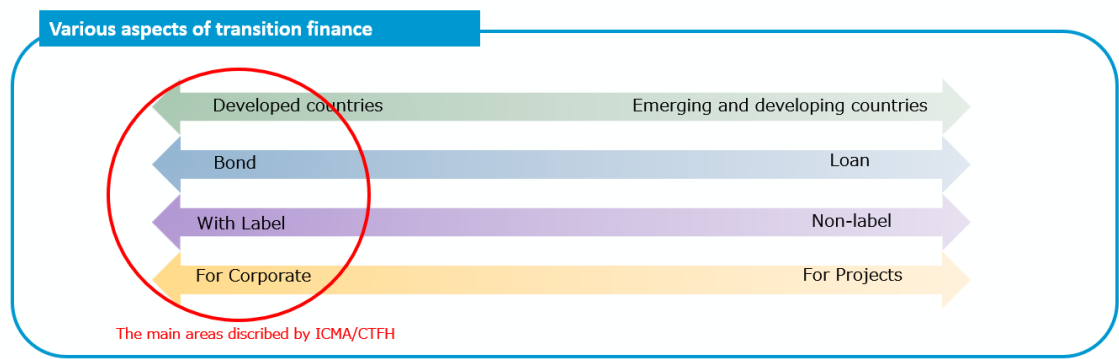 Various aspects of transition finance
Developed countries Emerging and developing countries
Bond Loan
With Label Non-label
For Corporate For Projects
The main areas discribed by ICMA/CTFH